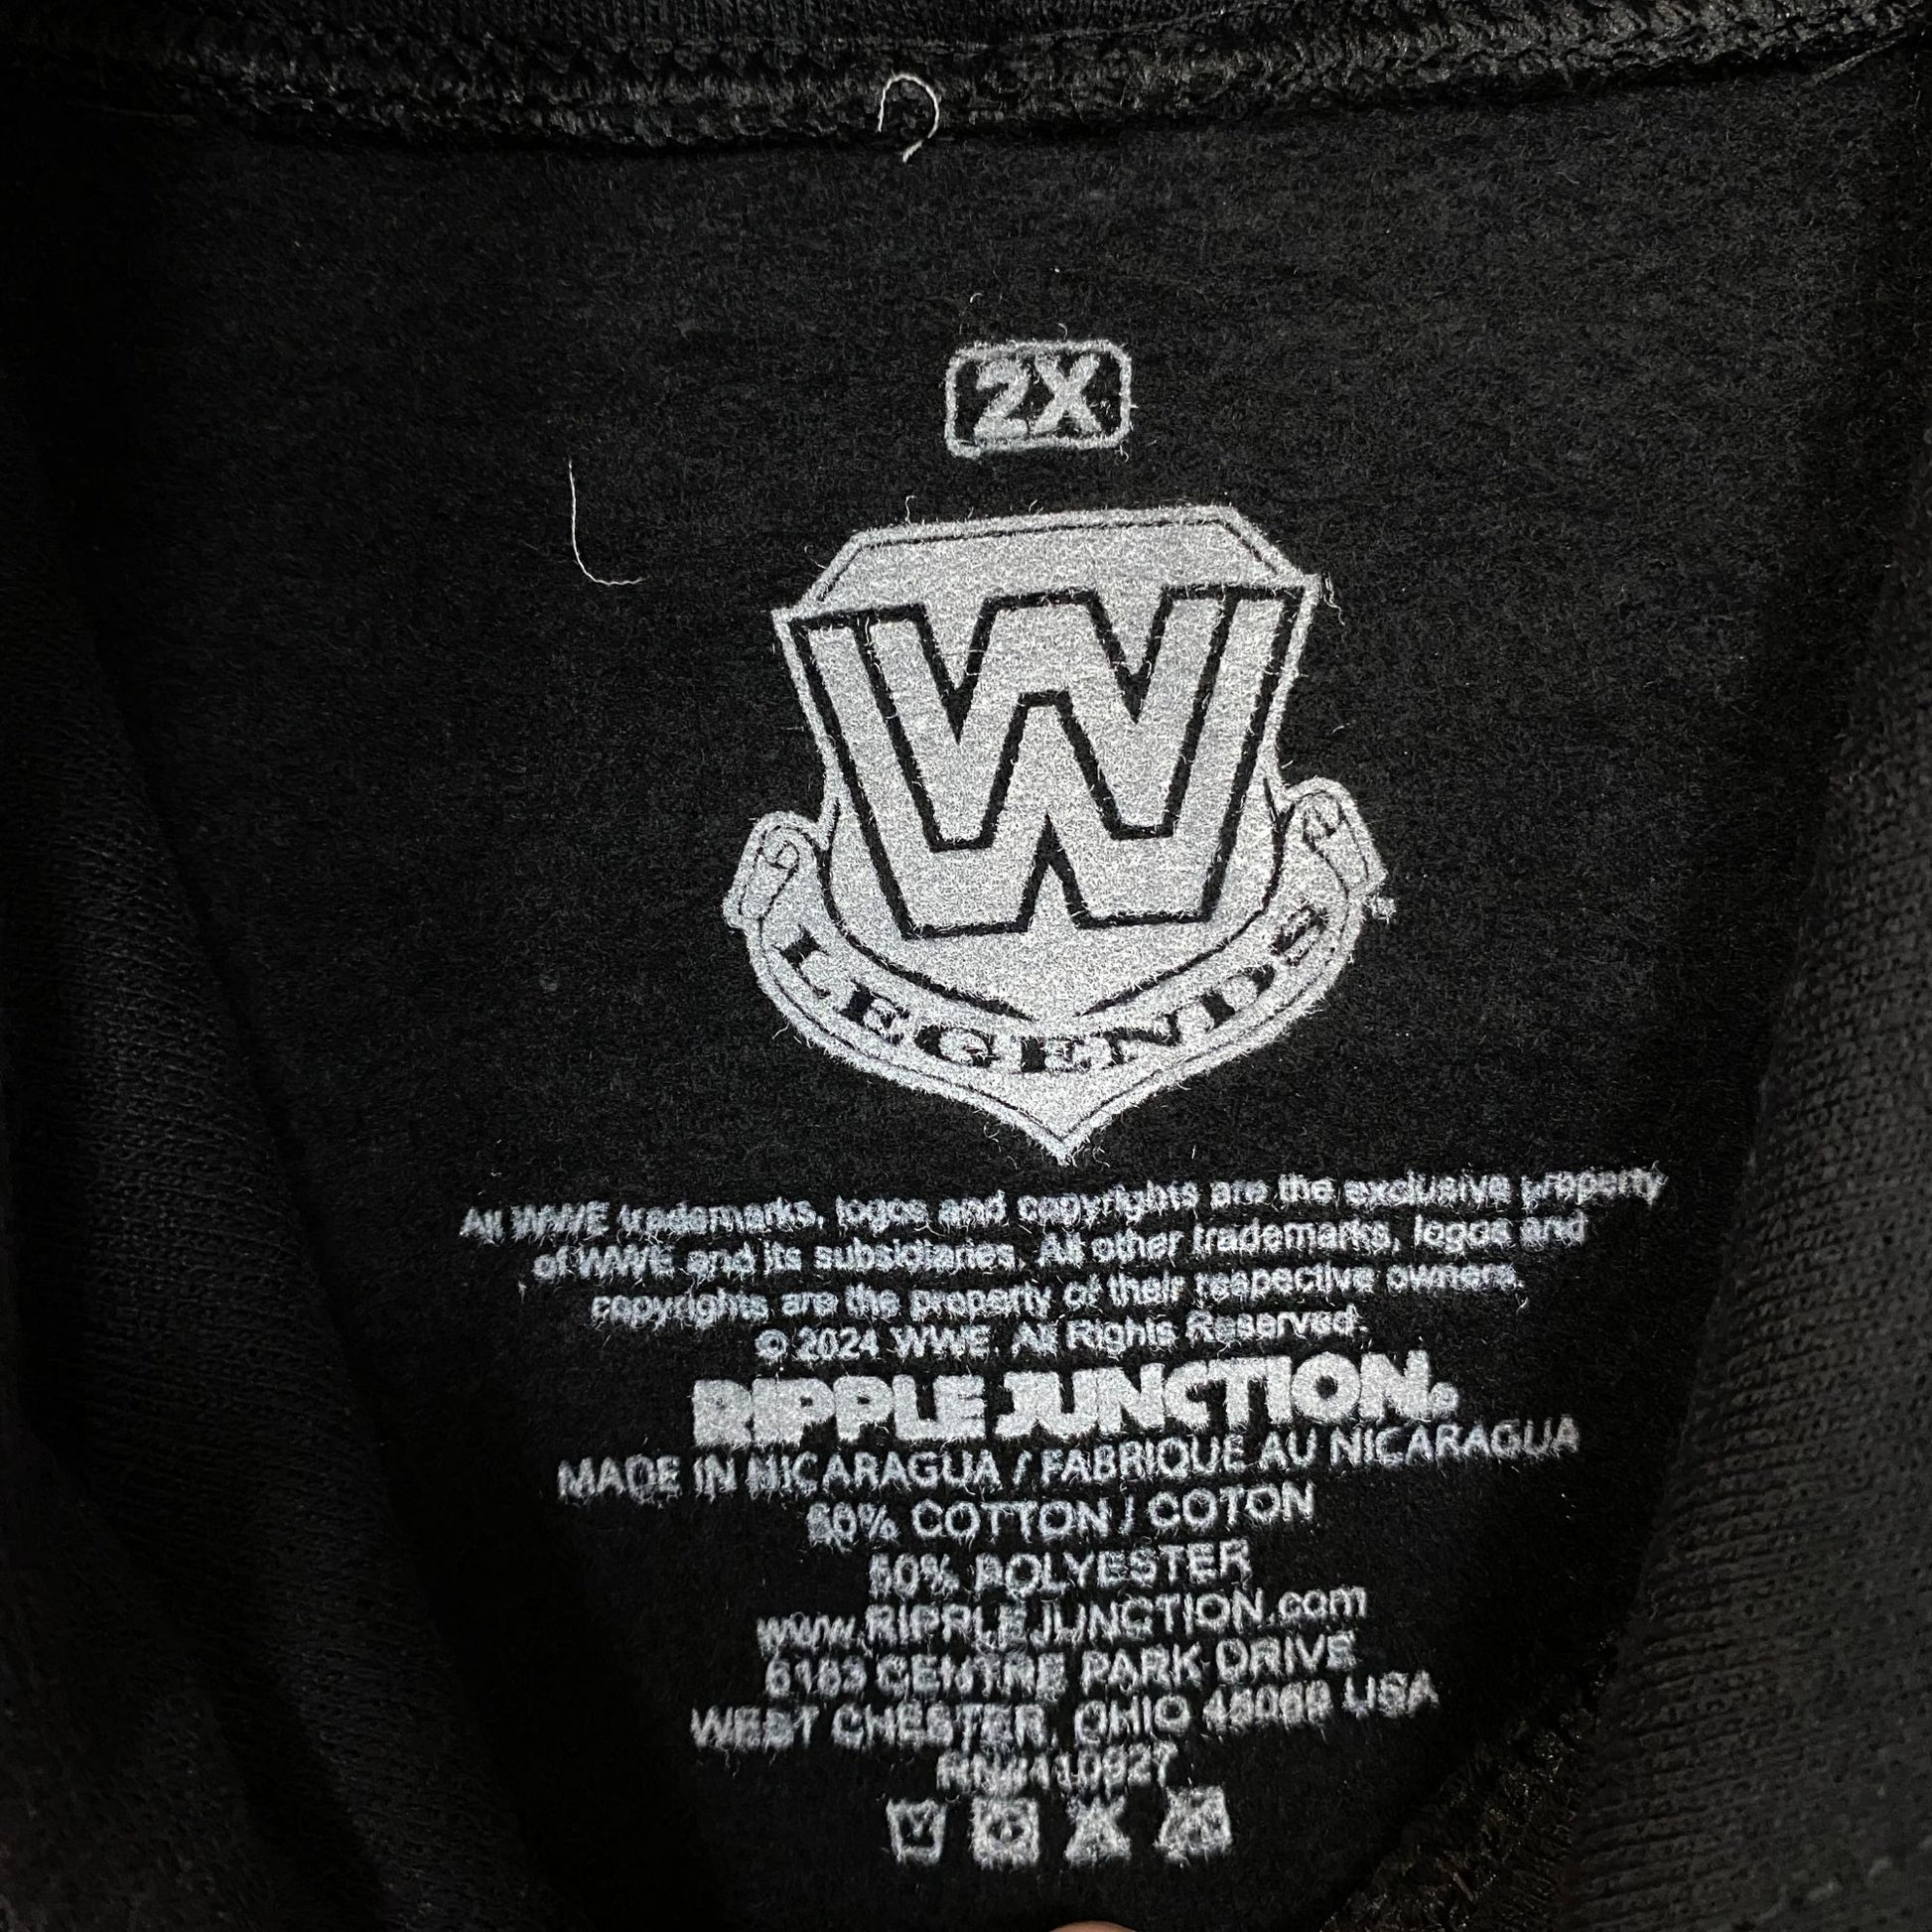 2X
W
LEGENDS
All WWE trademarks, logos and copyrights are the exclusive property
of WWE and its subsidiaries. All other trademarks, logos and
copyrights are the property of their respective owners.
© 2024 WWE. All Rights Reserved.
RIPPLE JUNCTION®
MADE IN NICARAGUA / FABRIQUE AU NICARAGUA
50% COTTON / COTON
50% POLYESTER
www.RIPPLEJUNCTION.com
CENTRE PARK DRIVE
WEST CHESTER, OHIO USA